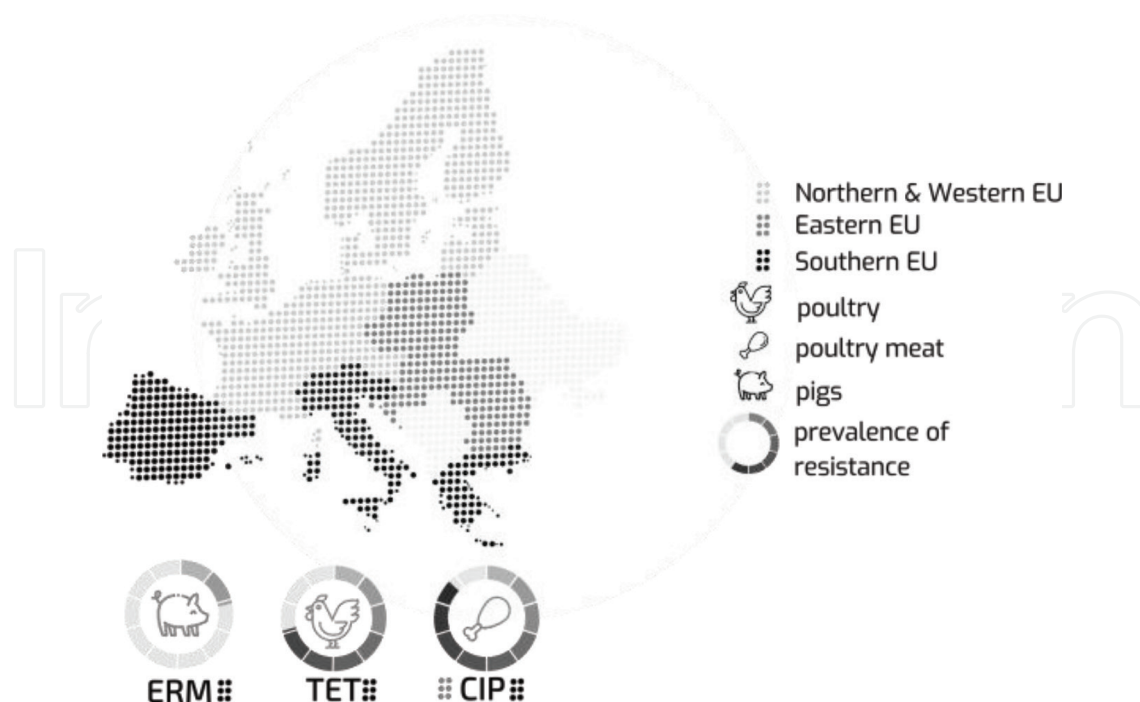 Northern & Western EU
Eastern EU
Southern EU
poultry
poultry meat
pigs
prevalence of
resistance
ERM
TET
CIP